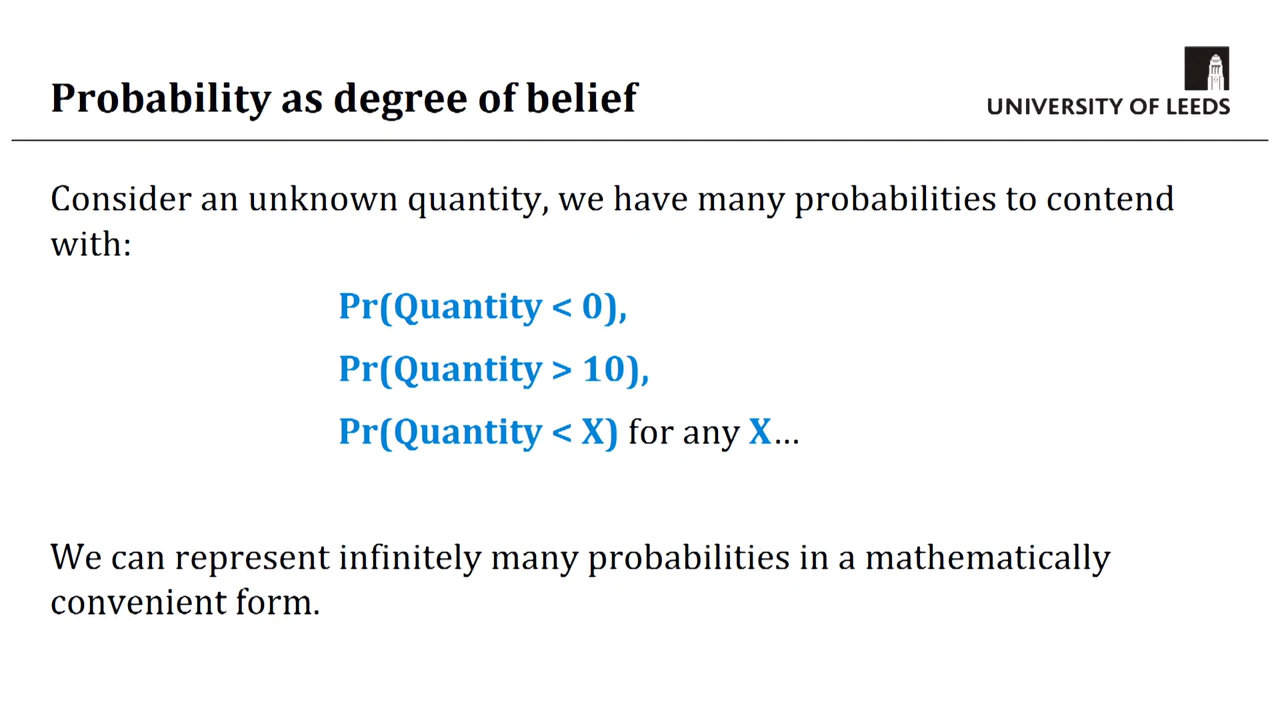 Probability as degree of belief
UNIVERSITY OF LEEDS
Consider an unknown quantity, we have many probabilities to contend
with:
Pr(Quantity < 0),
Pr(Quantity > 10),
Pr(Quantity < X) for any X…
We can represent infinitely many probabilities in a mathematically
convenient form.